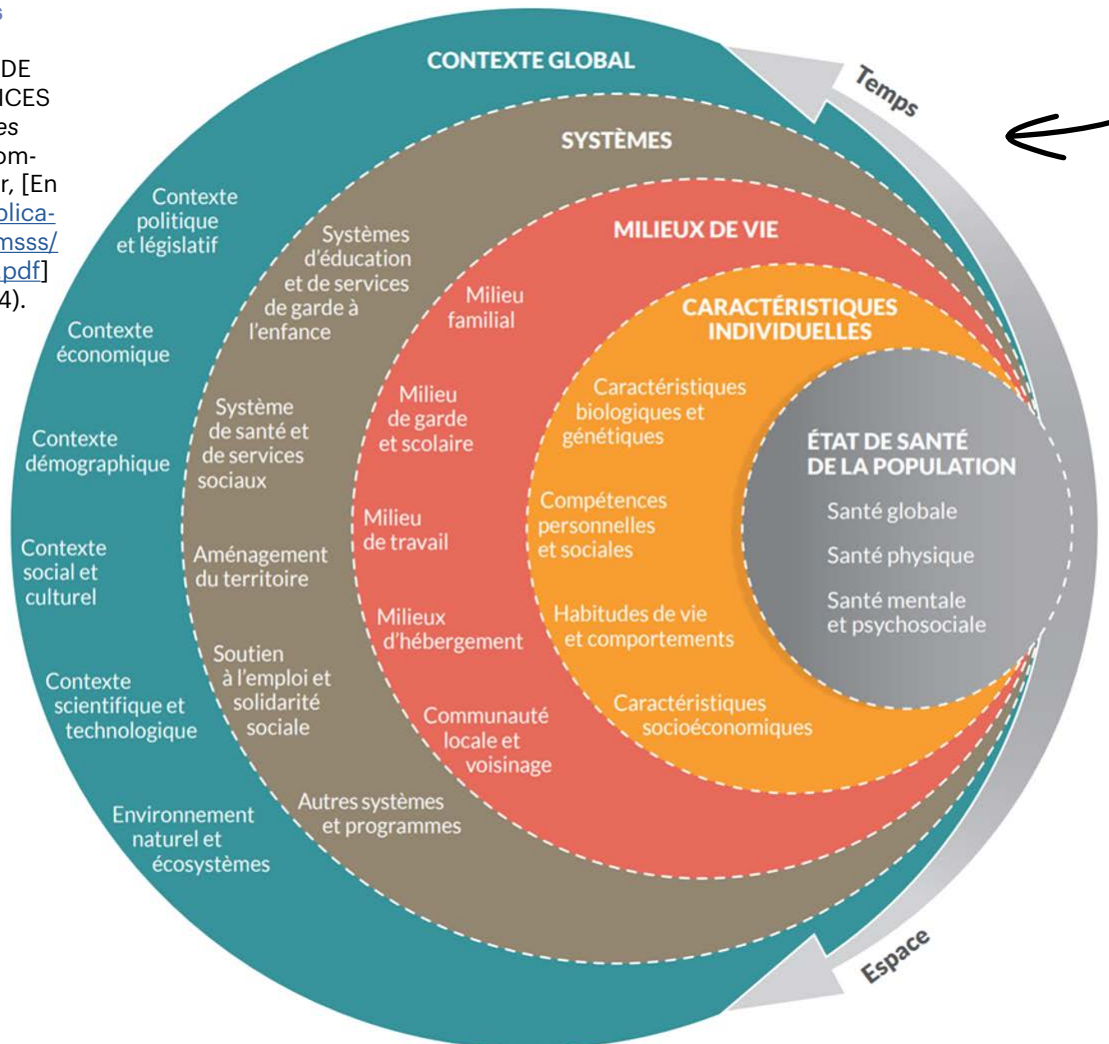 s
DE
ICES
es
om-
r, [En
plica-
msss/
.pdf]
4).
CONTEXTE GLOBAL
Temps
SYSTÈMES
MILIEUX DE VIE
CARACTÉRISTIQUES
INDIVIDUELLES
ÉTAT DE SANTÉ
DE LA POPULATION
Contexte
politique
et législatif
Contexte
économique
Contexte
démographique
Contexte
social et
culturel
Contexte
scientifique et
technologique
Environnement
naturel et
écosystèmes
Systèmes
d'éducation
et de services
de garde à
l'enfance
Système
de santé et
de services
sociaux
Aménagement
du territoire
Soutien
à l'emploi et
solidarité
sociale
Autres systèmes
et programmes
Milieu
familial
Milieu
de garde
et scolaire
Milieu
de travail
Milieux
d'hébergement
Communauté
locale et
voisinage
Caractéristiques
biologiques et
génétiques
Compétences
personnelles
et sociales
Habitudes de vie
et comportements
Caractéristiques
socioéconomiques
Santé globale
Santé physique
Santé mentale
et psychosociale
Espace